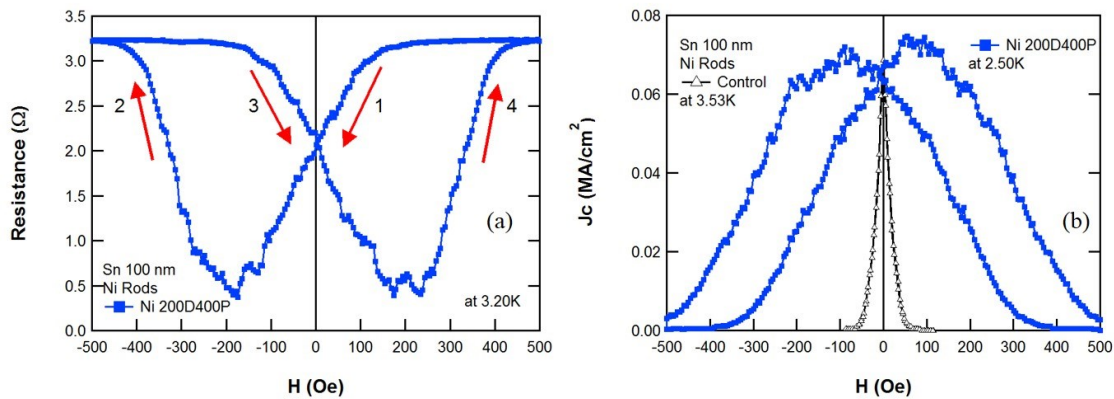 3.5
3.0
2.5
2.0
1.5
1.0
0.5
0.0
Resistance (Ω)
2
3
1
4
(a)
Sn 100 nm
Ni Rods
Ni 200D400P
at 3.20K
-500 -400 -300 -200 -100 0 100 200 300 400 500
H (Oe)
0.08
0.06
0.04
0.02
0.00
Jc (MA/cm²)
Sn 100 nm
Ni Rods
Control
at 3.53K
Ni 200D400P
at 2.50K
(b)
-500 -400 -300 -200 -100 0 100 200 300 400 500
H (Oe)